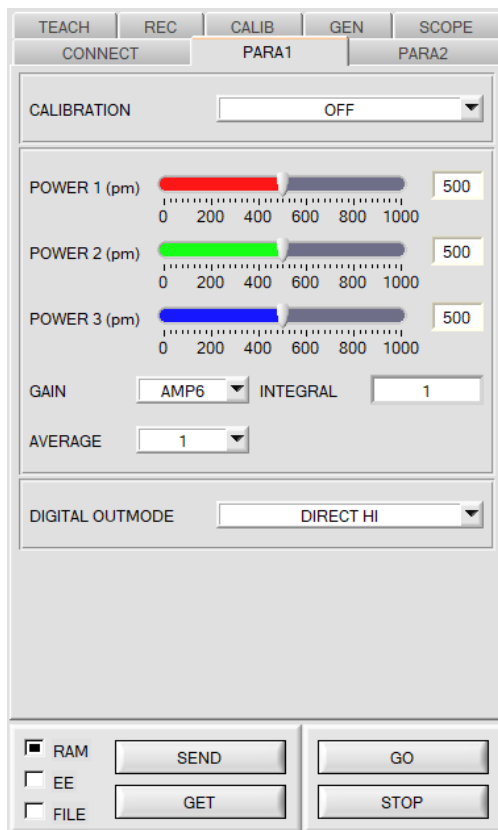 TEACH REC CALIB GEN SCOPE
CONNECT PARA1 PARA2
CALIBRATION OFF
POWER 1 (pm) 500
0 200 400 600 800 1000
POWER 2 (pm) 500
0 200 400 600 800 1000
POWER 3 (pm) 500
0 200 400 600 800 1000
GAIN AMP6 INTEGRAL 1
AVERAGE 1
DIGITAL OUTMODE DIRECT HI
RAM SEND GO
EE
GET STOP
FILE